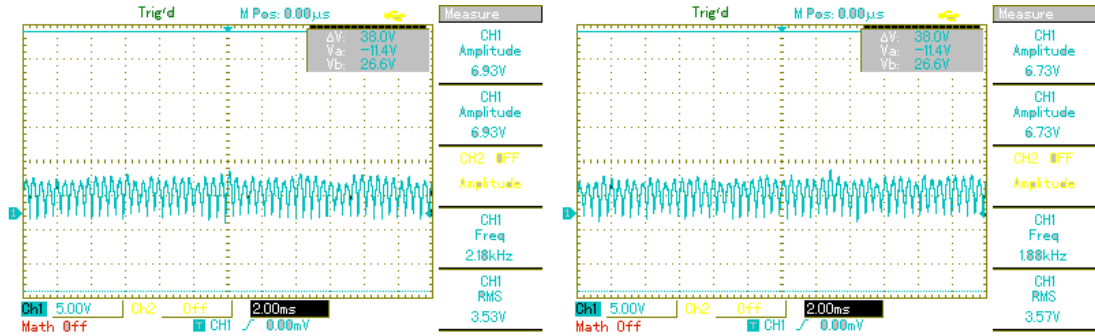 Trig'd M Pos: 0.00µs Measure
ΔV: 38.0V
Va: -11.4V
Vb: 26.6V
CH1
Amplitude
6.93V
CH1
Amplitude
6.93V
CH2 OFF
Amplitude
CH1
Freq
2.18kHz
CH1
RMS
3.53V
1
Ch1 5.00V Ch2 Off 2.00ms
Math Off T CH1 0.00mV
Trig'd M Pos: 0.00µs Measure
ΔV: 38.0V
Va: -11.4V
Vb: 26.6V
CH1
Amplitude
6.73V
CH1
Amplitude
6.73V
CH2 OFF
Amplitude
CH1
Freq
1.88kHz
CH1
RMS
3.57V
1
Ch1 5.00V Ch2 Off 2.00ms
Math Off T CH1 0.00mV